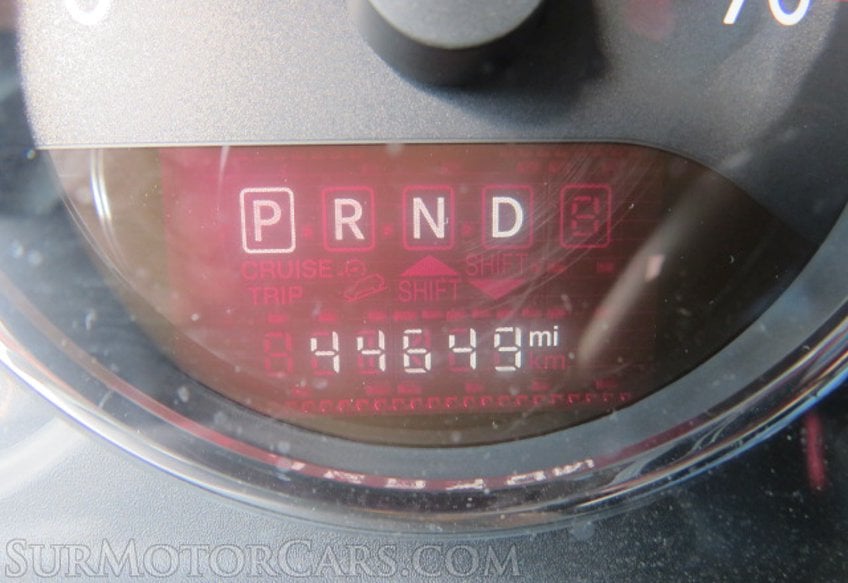 P R N D
CRUISE SHIFT
TRIP SHIFT
44649 mi
km
SURMOTORCARS.COM